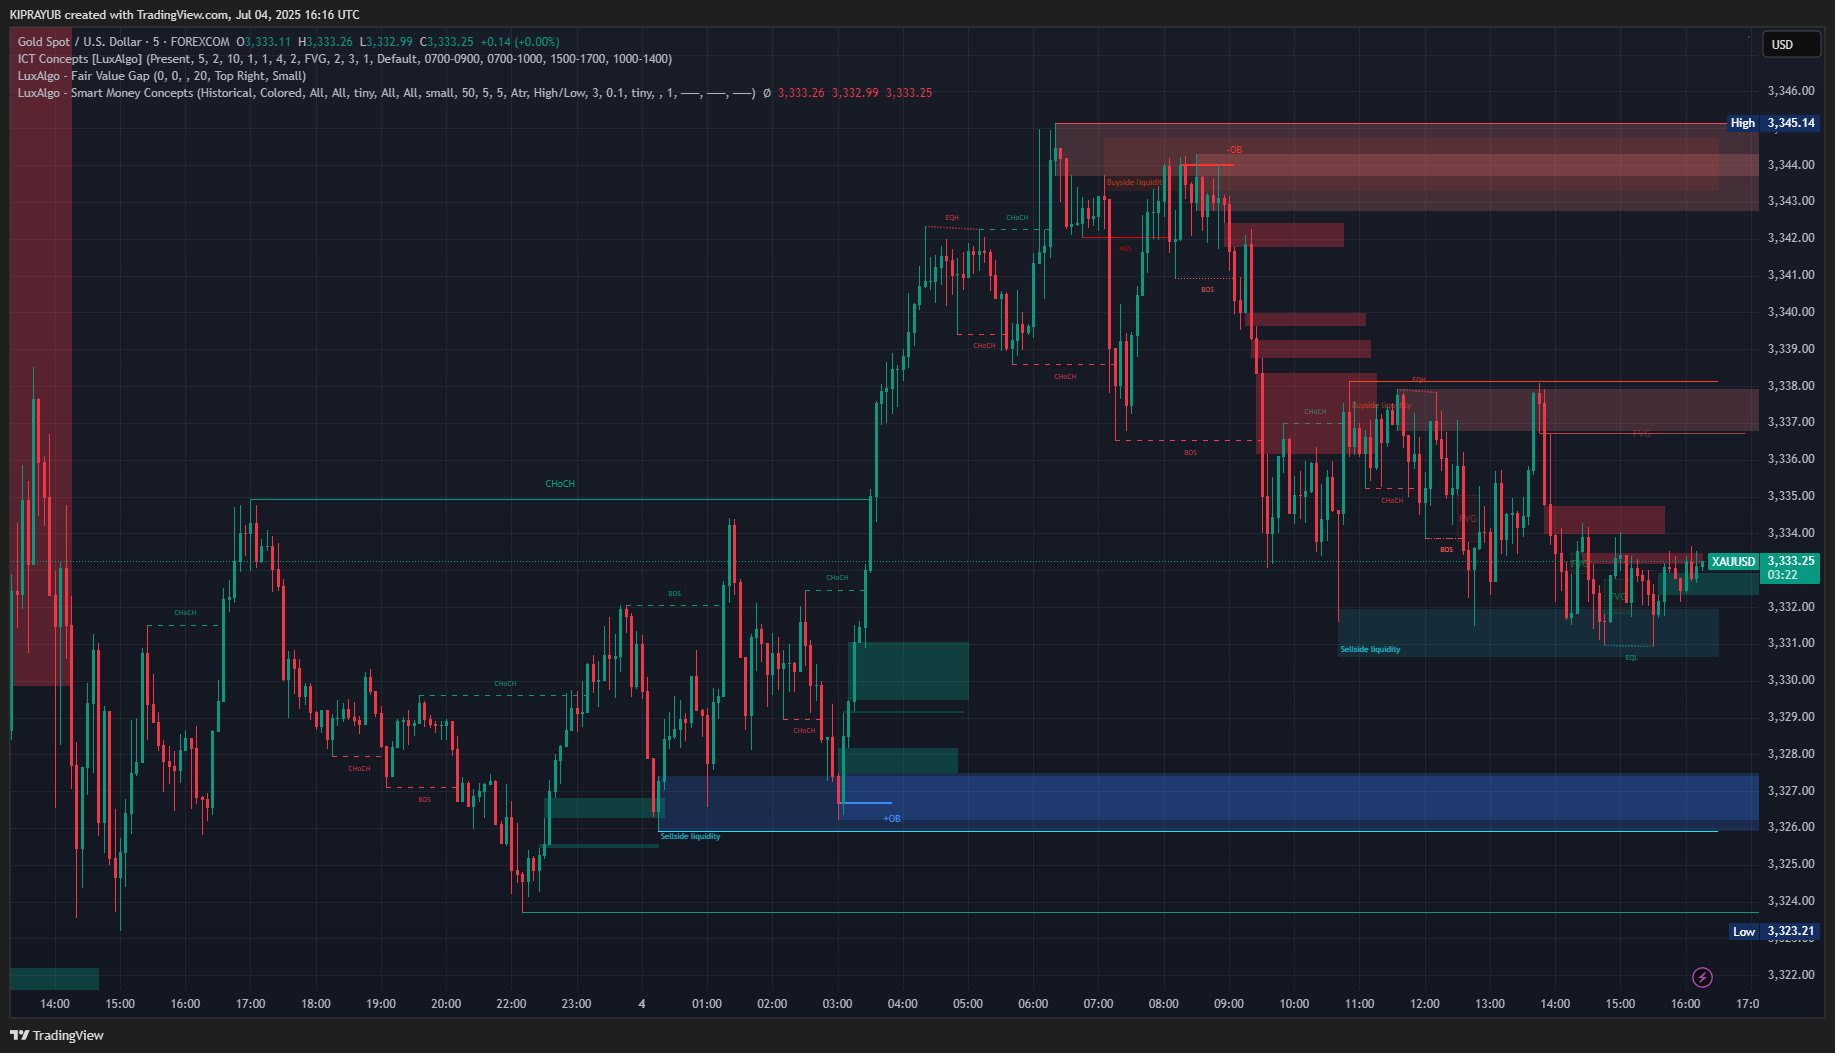 KIPRAYUB created with TradingView.com, Jul 04, 2025 16:16 UTC
Gold Spot / U.S. Dollar · 5 · FOREXCOM O3,333.11 H3,333.26 L3,332.99 C3,333.25 +0.14 (+0.00%)
USD
ICT Concepts [LuxAlgo] (Present, 5, 2, 10, 1, 1, 4, 2, FVG, 2, 3, 1, Default, 0700-0900, 0700-1000, 1500-1700, 1000-1400)
LuxAlgo - Fair Value Gap (0, 0, , 20, Top Right, Small)
LuxAlgo - Smart Money Concepts (Historical, Colored, All, All, tiny, All, All, small, 50, 5, 5, Atr, High/Low, 3, 0.1, tiny, , 1, ——, ——, ——) Ø 3,333.26 3,332.99 3,333.25
3,346.00
High 3,345.14
-OB
3,344.00
Buyside liquidit
3,343.00
EQH
CHoCH
3,342.00
MSS
3,341.00
BOS
3,340.00
CHoCH
3,339.00
CHoCH
EQH
3,338.00
Buyside liquidity
CHoCH
3,337.00
FVG
BOS
3,336.00
CHoCH
3,335.00
CHoCH
FVG
3,334.00
BOS
XAUUSD 3,333.25
03:22
CHoCH
BOS
FVG
CHoCH
3,332.00
3,331.00
Sellside liquidity
EQL
3,330.00
CHoCH
3,329.00
CHoCH
3,328.00
CHoCH
BOS
3,327.00
+OB
3,326.00
Sellside liquidity
3,325.00
3,324.00
Low 3,323.21
3,322.00
14:00 15:00 16:00 17:00 18:00 19:00 20:00 21:00 22:00 23:00 4 01:00 02:00 03:00 04:00 05:00 06:00 07:00 08:00 09:00 10:00 11:00 12:00 13:00 14:00 15:00 16:00 17:0
TradingView